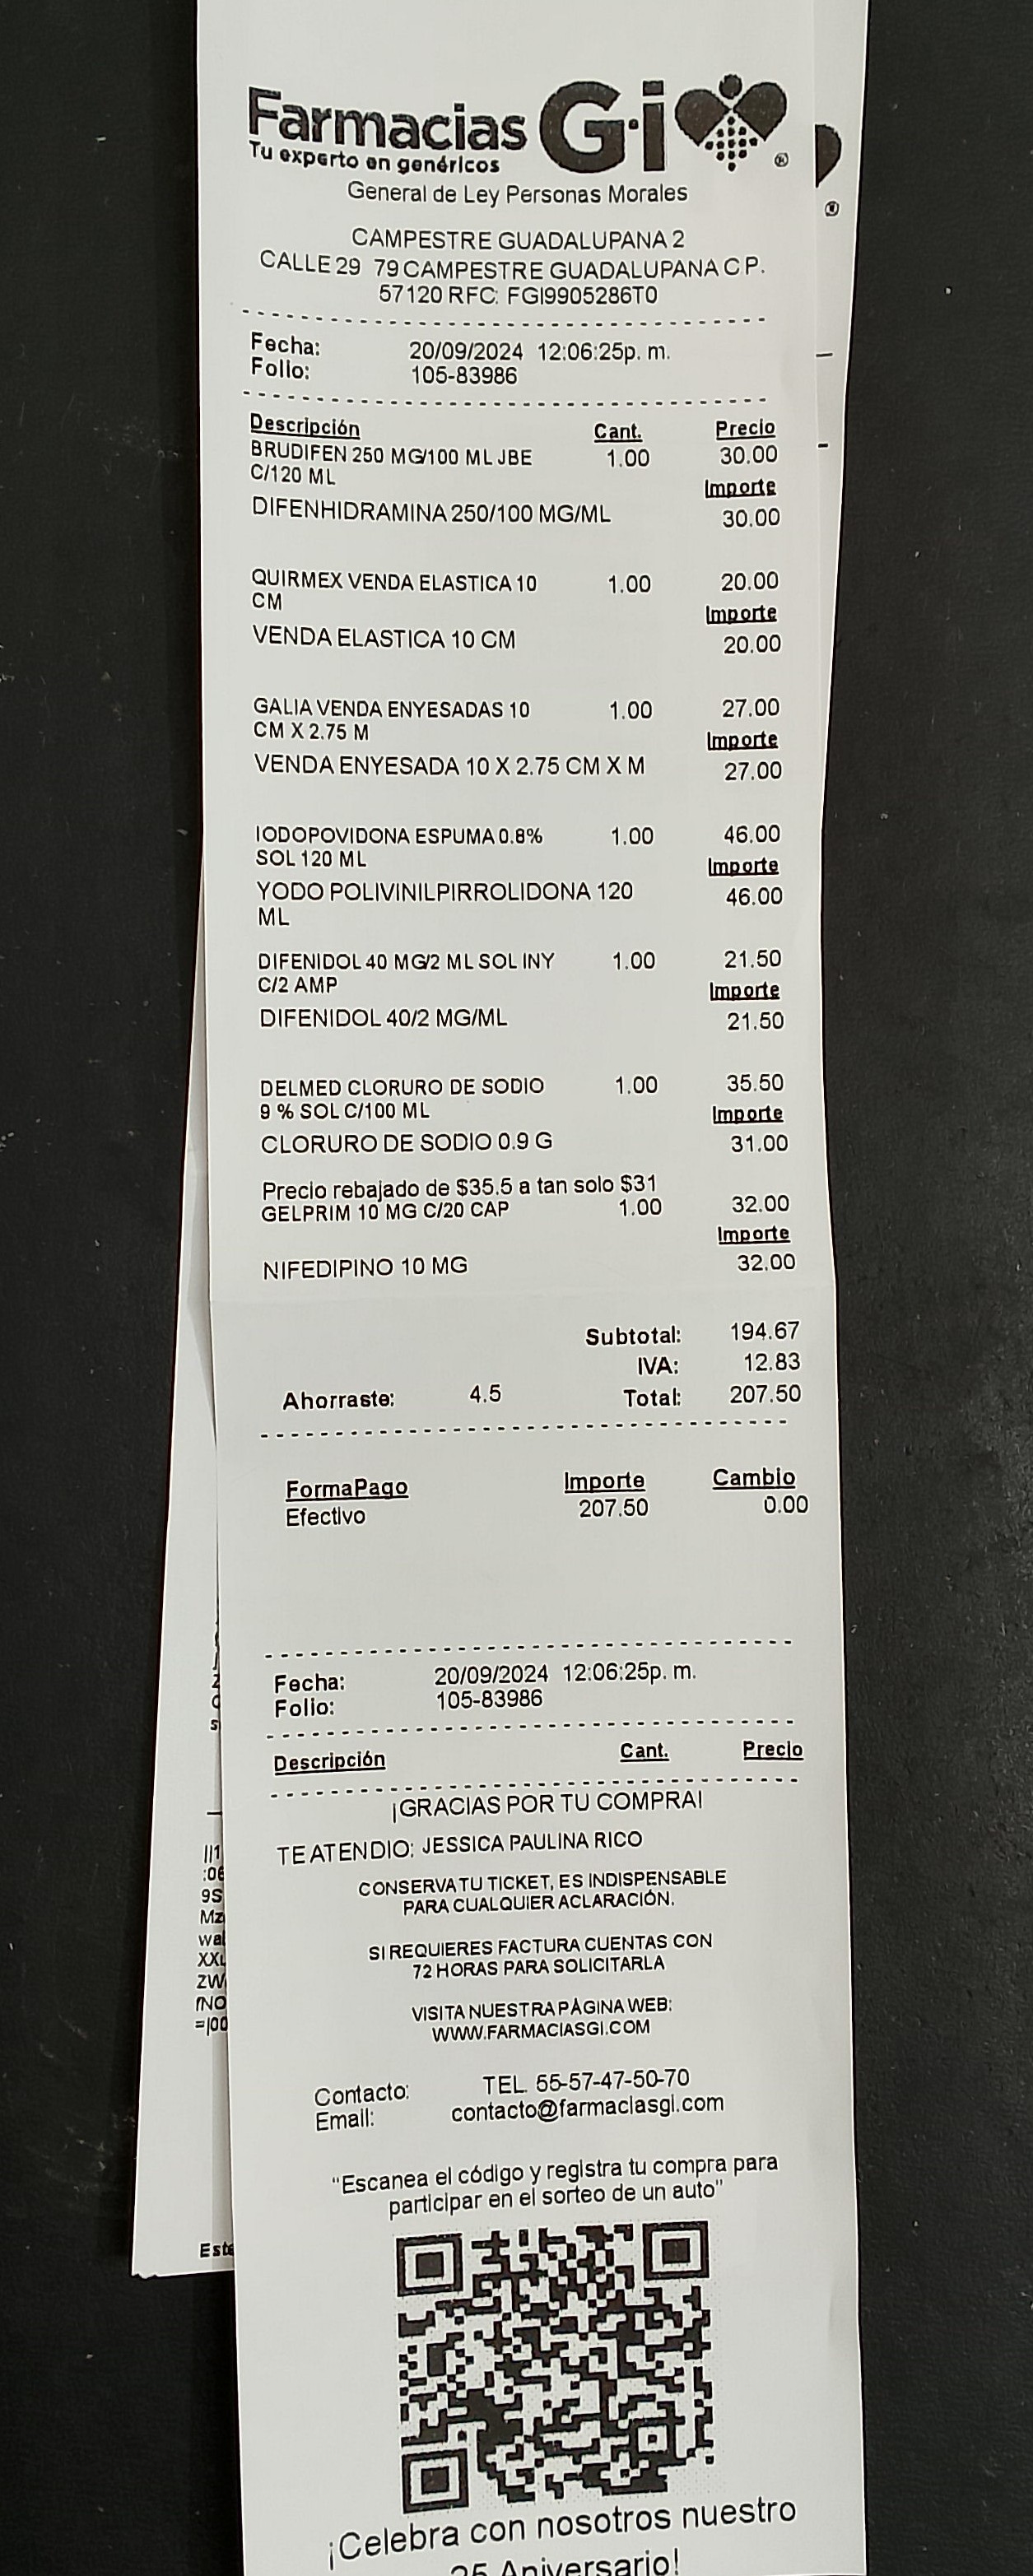 Farmacias Gi
Tu experto en genéricos
®
General de Ley Personas Morales
CAMPESTRE GUADALUPANA 2
CALLE 29 79 CAMPESTRE GUADALUPANA C P.
57120 RFC: FGI9905286T0
Fecha: 20/09/2024 12:06:25p. m.
Folio: 105-83986
Descripción Cant. Precio
BRUDIFEN 250 MG/100 ML JBE 1.00 30.00
C/120 ML Importe
DIFENHIDRAMINA 250/100 MG/ML 30.00
QUIRMEX VENDA ELASTICA 10 1.00 20.00
CM Importe
VENDA ELASTICA 10 CM 20.00
GALIA VENDA ENYESADAS 10 1.00 27.00
CM X 2.75 M Importe
VENDA ENYESADA 10 X 2.75 CM X M 27.00
IODOPOVIDONA ESPUMA 0.8% 1.00 46.00
SOL 120 ML Importe
YODO POLIVINILPIRROLIDONA 120 46.00
ML
DIFENIDOL 40 MG/2 ML SOL INY 1.00 21.50
C/2 AMP Importe
DIFENIDOL 40/2 MG/ML 21.50
DELMED CLORURO DE SODIO 1.00 35.50
9 % SOL C/100 ML Importe
CLORURO DE SODIO 0.9 G 31.00
Precio rebajado de $35.5 a tan solo $31
GELPRIM 10 MG C/20 CAP 1.00 32.00
Importe
NIFEDIPINO 10 MG 32.00
Subtotal: 194.67
IVA: 12.83
Ahorraste: 4.5 Total: 207.50
FormaPago Importe Cambio
Efectivo 207.50 0.00
Fecha: 20/09/2024 12:06:25p. m.
Folio: 105-83986
Descripción Cant. Precio
¡GRACIAS POR TU COMPRA!
TE ATENDIO: JESSICA PAULINA RICO
CONSERVA TU TICKET, ES INDISPENSABLE
PARA CUALQUIER ACLARACIÓN.
SI REQUIERES FACTURA CUENTAS CON
72 HORAS PARA SOLICITARLA
VISITA NUESTRA PÁGINA WEB:
WWW.FARMACIASGI.COM
Contacto: TEL. 55-57-47-50-70
Email: contacto@farmaciasgi.com
"Escanea el código y registra tu compra para
participar en el sorteo de un auto"
¡Celebra con nosotros nuestro
25 Aniversario!